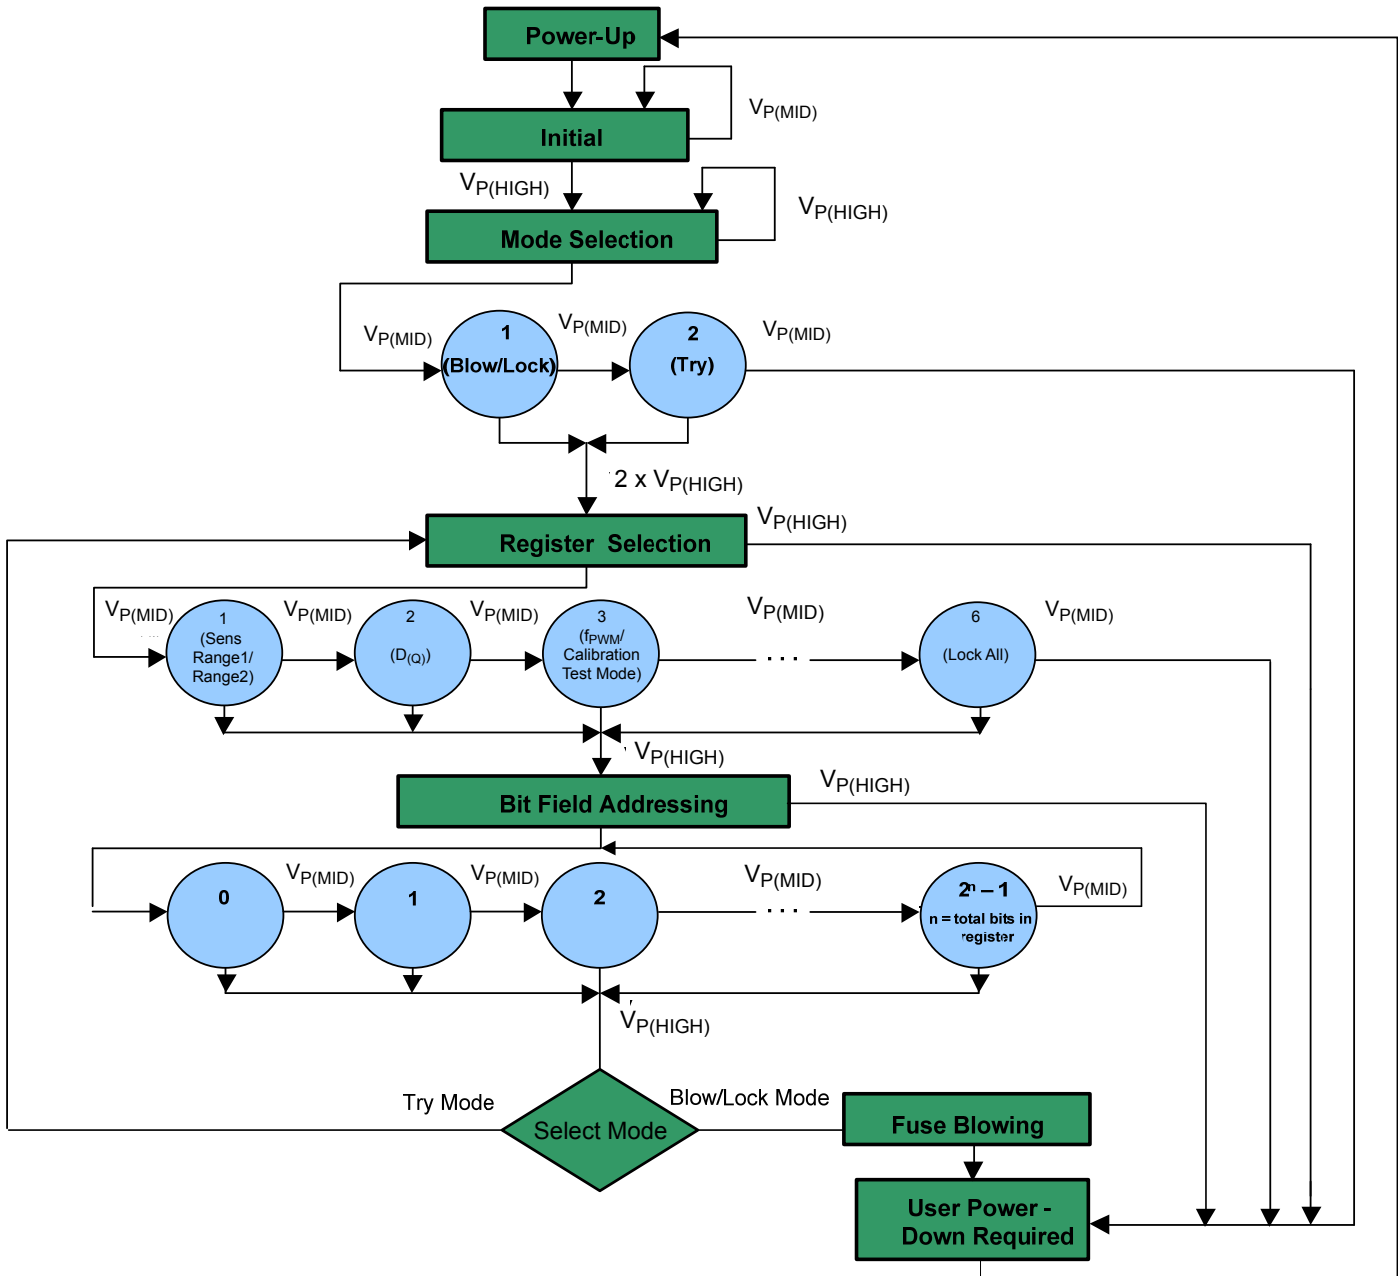 Power-Up
VP(MID)
Initial
VP(HIGH)
VP(HIGH)
Mode Selection
VP(MID)
1
(Blow/Lock)
VP(MID)
2
(Try)
VP(MID)
2 x VP(HIGH)
Register Selection
VP(HIGH)
VP(MID)
1
(Sens
Range1/
Range2)
VP(MID)
2
(D(Q))
VP(MID)
3
(fPWM/
Calibration
Test Mode)
VP(MID)
. . .
6
(Lock All)
VP(MID)
VP(HIGH)
Bit Field Addressing
VP(HIGH)
0
VP(MID)
1
VP(MID)
2
VP(MID)
. . .
2ⁿ – 1
n = total bits in
register
VP(MID)
VP(HIGH)
Try Mode
Select Mode
Blow/Lock Mode
Fuse Blowing
User Power -
Down Required